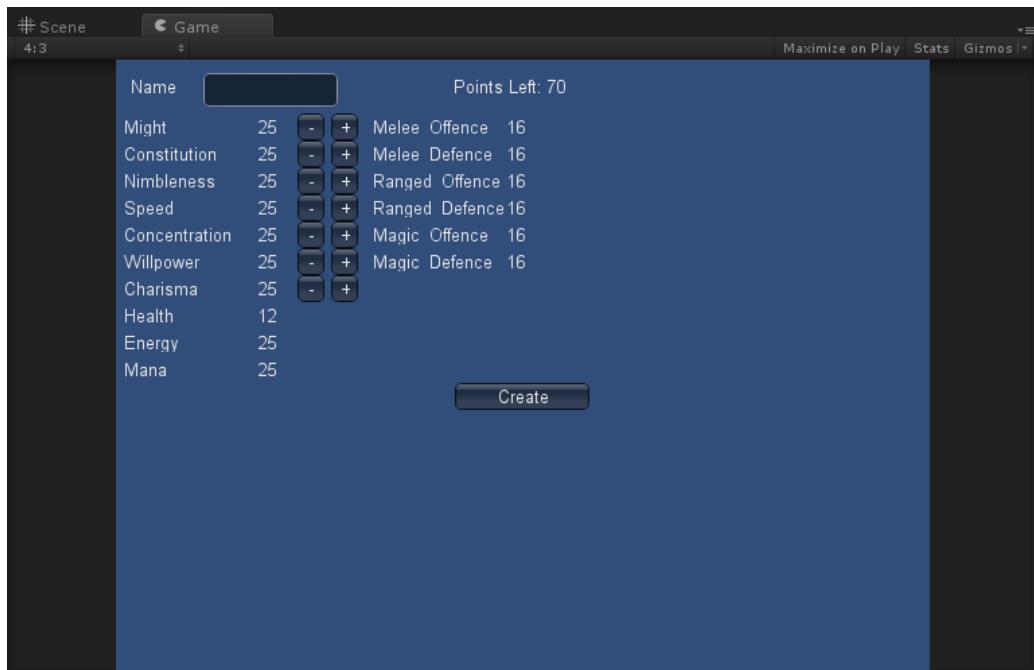 Scene Game
4:3 Maximize on Play Stats Gizmos
Name Points Left: 70
Might 25 - + Melee Offence 16
Constitution 25 - + Melee Defence 16
Nimbleness 25 - + Ranged Offence 16
Speed 25 - + Ranged Defence 16
Concentration 25 - + Magic Offence 16
Willpower 25 - + Magic Defence 16
Charisma 25 - +
Health 12
Energy 25
Mana 25
Create